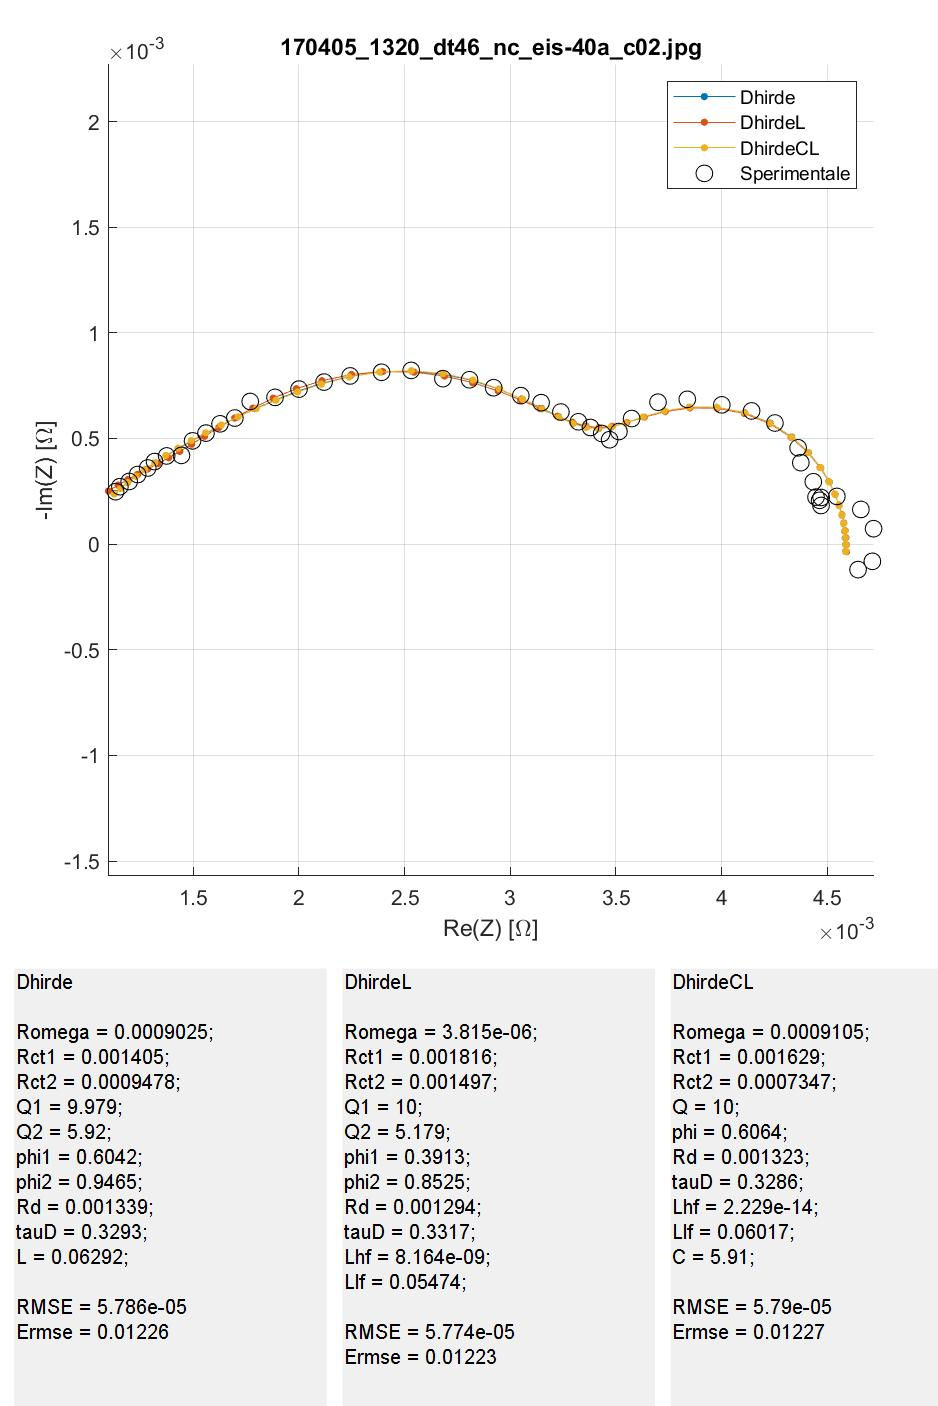 170405_1320_dt46_nc_eis-40a_c02.jpg
×10-3
Dhirde
DhirdeL
DhirdeCL
Sperimentale
2
1.5
1
0.5
0
-0.5
-1
-1.5
-Im(Z) [Ω]
1.5 2 2.5 3 3.5 4 4.5
Re(Z) [Ω]
×10-3
Dhirde
Romega = 0.0009025;
Rct1 = 0.001405;
Rct2 = 0.0009478;
Q1 = 9.979;
Q2 = 5.92;
phi1 = 0.6042;
phi2 = 0.9465;
Rd = 0.001339;
tauD = 0.3293;
L = 0.06292;
RMSE = 5.786e-05
Ermse = 0.01226
DhirdeL
Romega = 3.815e-06;
Rct1 = 0.001816;
Rct2 = 0.001497;
Q1 = 10;
Q2 = 5.179;
phi1 = 0.3913;
phi2 = 0.8525;
Rd = 0.001294;
tauD = 0.3317;
Lhf = 8.164e-09;
Llf = 0.05474;
RMSE = 5.774e-05
Ermse = 0.01223
DhirdeCL
Romega = 0.0009105;
Rct1 = 0.001629;
Rct2 = 0.0007347;
Q = 10;
phi = 0.6064;
Rd = 0.001323;
tauD = 0.3286;
Lhf = 2.229e-14;
Llf = 0.06017;
C = 5.91;
RMSE = 5.79e-05
Ermse = 0.01227